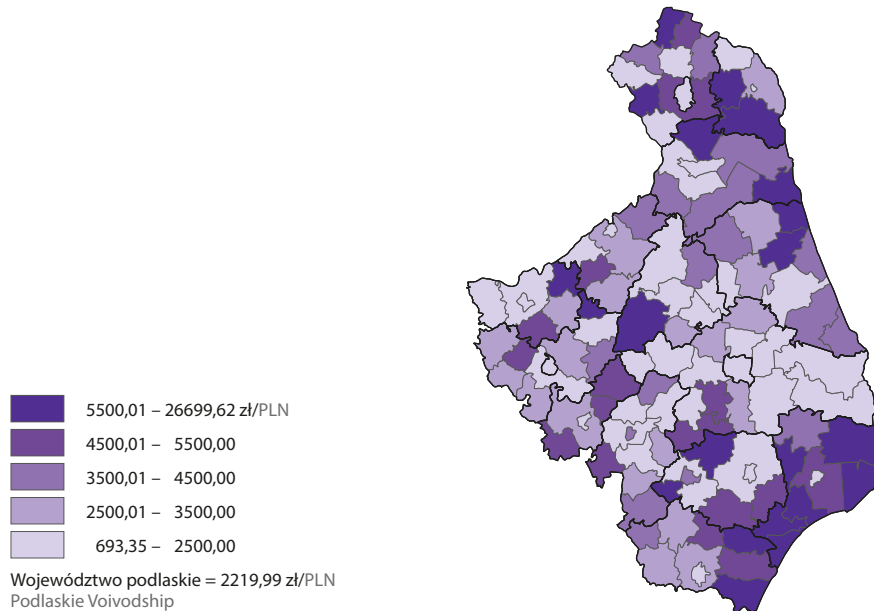 5500,01 – 26699,62 zł/PLN
4500,01 – 5500,00
3500,01 – 4500,00
2500,01 – 3500,00
693,35 – 2500,00
Województwo podlaskie = 2219,99 zł/PLN
Podlaskie Voivodship